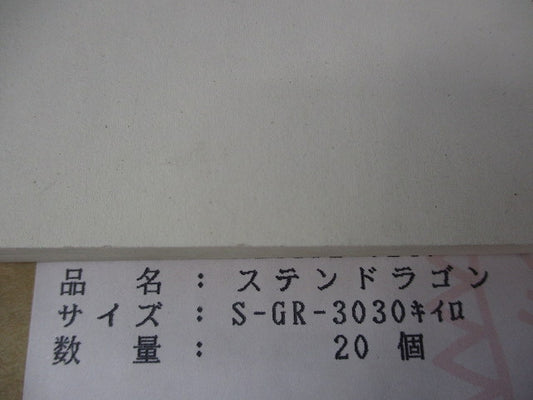 品 名 : ステンドラゴン
サイズ : S-GR-3030ｷｲﾛ
数 量 : 20 個